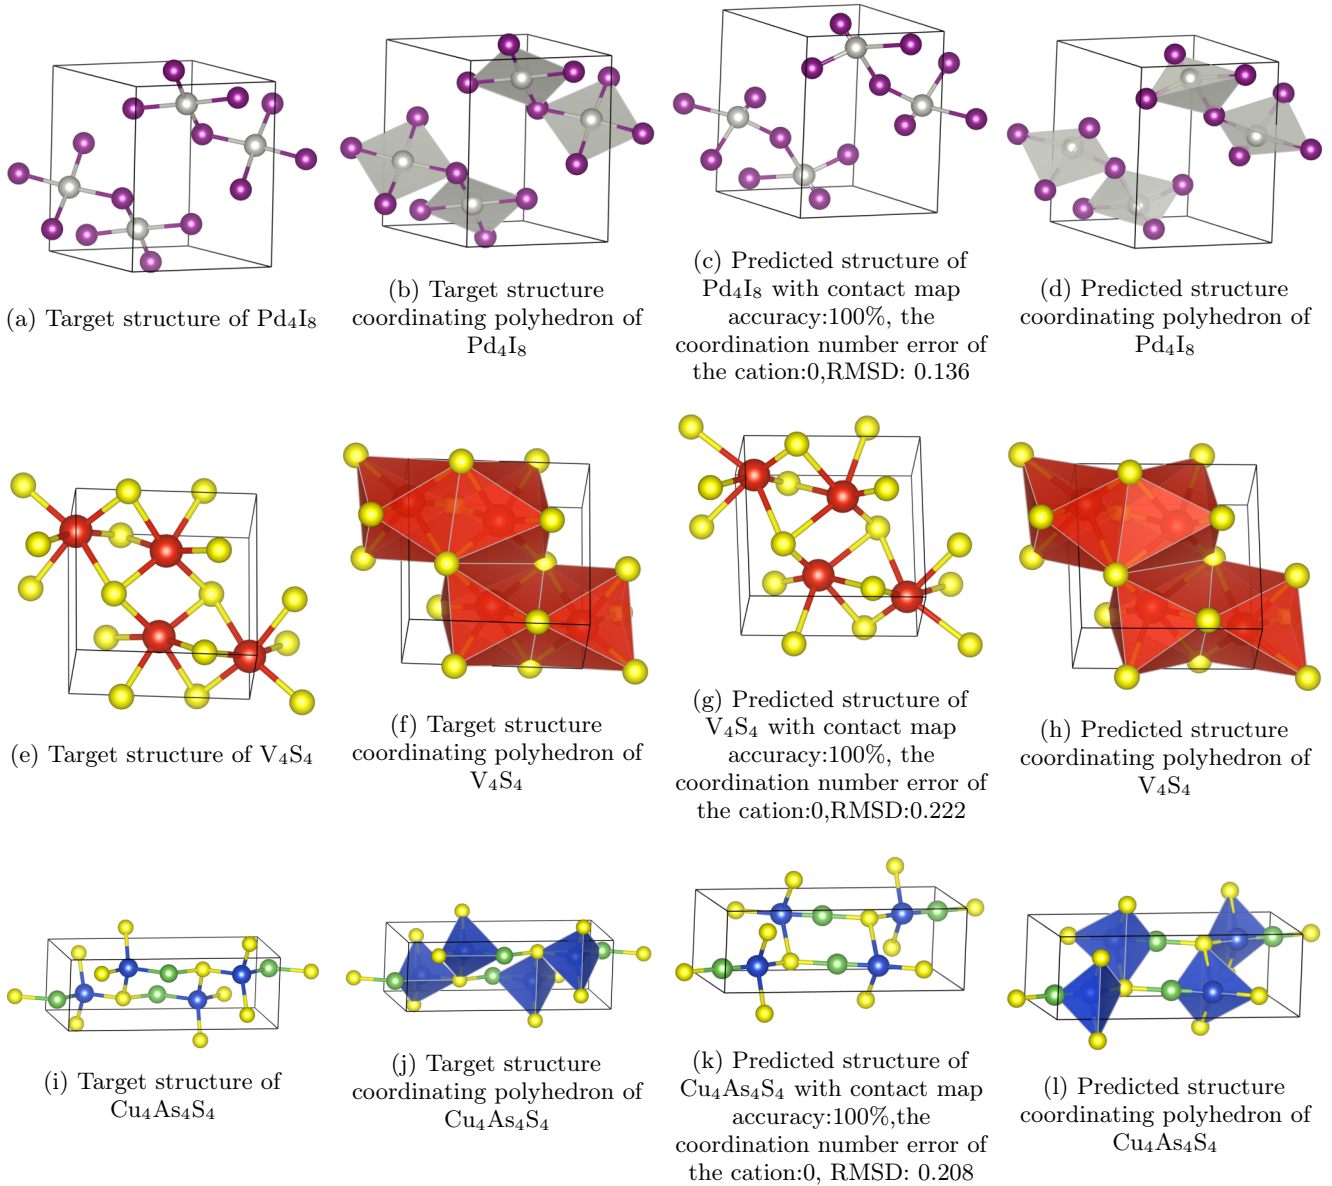 (a) Target structure of Pd₄I₈
(b) Target structure
coordinating polyhedron of
Pd₄I₈
(c) Predicted structure of
Pd₄I₈ with contact map
accuracy:100%, the
coordination number error of
the cation:0,RMSD: 0.136
(d) Predicted structure
coordinating polyhedron of
Pd₄I₈
(e) Target structure of V₄S₄
(f) Target structure
coordinating polyhedron of
V₄S₄
(g) Predicted structure of
V₄S₄ with contact map
accuracy:100%, the
coordination number error of
the cation:0,RMSD:0.222
(h) Predicted structure
coordinating polyhedron of
V₄S₄
(i) Target structure of
Cu₄As₄S₄
(j) Target structure
coordinating polyhedron of
Cu₄As₄S₄
(k) Predicted structure of
Cu₄As₄S₄ with contact map
accuracy:100%,the
coordination number error of
the cation:0, RMSD: 0.208
(l) Predicted structure
coordinating polyhedron of
Cu₄As₄S₄